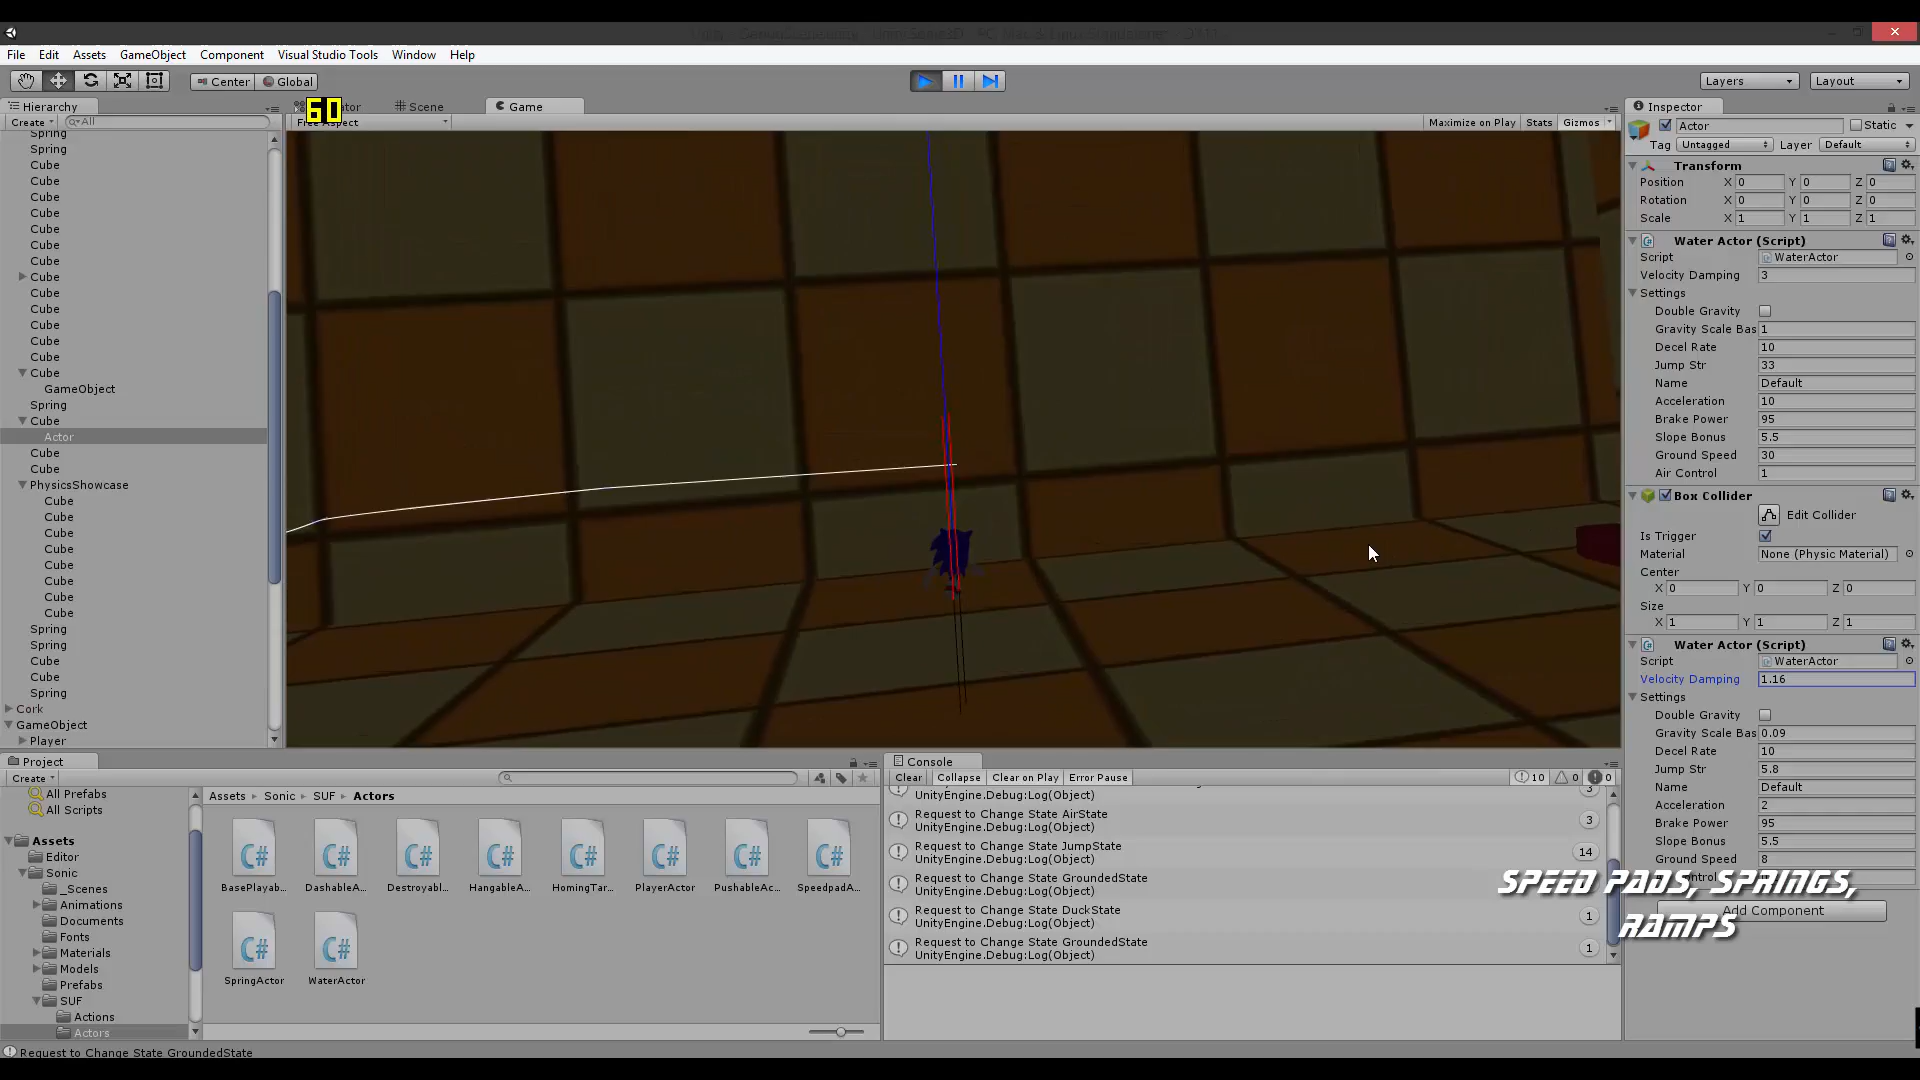 File Edit Assets GameObject Component Visual Studio Tools Window Help
Center Global Layers Layout
Hierarchy
Create All
Spring
Spring
Cube
Cube
Cube
Cube
Cube
Cube
Cube
Cube
Cube
Cube
Cube
Cube
Cube
Cube
GameObject
Spring
Cube
Actor
Cube
Cube
PhysicsShowcase
Cube
Cube
Cube
Cube
Cube
Cube
Cube
Cube
Spring
Spring
Cube
Cube
Spring
Cork
GameObject
Player
60
Scene Game
Maximize on Play Stats Gizmos
Inspector
Actor Static
Tag Untagged Layer Default
Transform
Position X 0 Y 0 Z 0
Rotation X 0 Y 0 Z 0
Scale X 1 Y 1 Z 1
Water Actor (Script)
Script WaterActor
Velocity Damping 3
Settings
Double Gravity
Gravity Scale Bas 1
Decel Rate 10
Jump Str 33
Name Default
Acceleration 10
Brake Power 95
Slope Bonus 5.5
Ground Speed 30
Air Control 1
Box Collider
Edit Collider
Is Trigger
Material None (Physic Material)
Center
X 0 Y 0 Z 0
Size
X 1 Y 1 Z 1
Water Actor (Script)
Script WaterActor
Velocity Damping 1.16
Settings
Double Gravity
Gravity Scale Bas 0.09
Decel Rate 10
Jump Str 5.8
Name Default
Acceleration 2
Brake Power 95
Slope Bonus 5.5
Ground Speed 8
SPEED PADS, SPRINGS,
RAMPS
Add Component
Project
Create
All Prefabs
All Scripts
Assets
Editor
Sonic
_Scenes
Animations
Documents
Fonts
Materials
Models
Prefabs
SUF
Actions
Actors
Assets Sonic SUF Actors
BasePlayab... DashableA... Destroyabl... HangableA... HomingTar... PlayerActor PushableAc... SpeedpadA...
SpringActor WaterActor
Console
Clear Collapse Clear on Play Error Pause 10 0 0
UnityEngine.Debug:Log(Object) 3
Request to Change State AirState
UnityEngine.Debug:Log(Object) 3
Request to Change State JumpState
UnityEngine.Debug:Log(Object) 14
Request to Change State GroundedState
UnityEngine.Debug:Log(Object)
Request to Change State DuckState
UnityEngine.Debug:Log(Object) 1
Request to Change State GroundedState
UnityEngine.Debug:Log(Object) 1
Request to Change State GroundedState